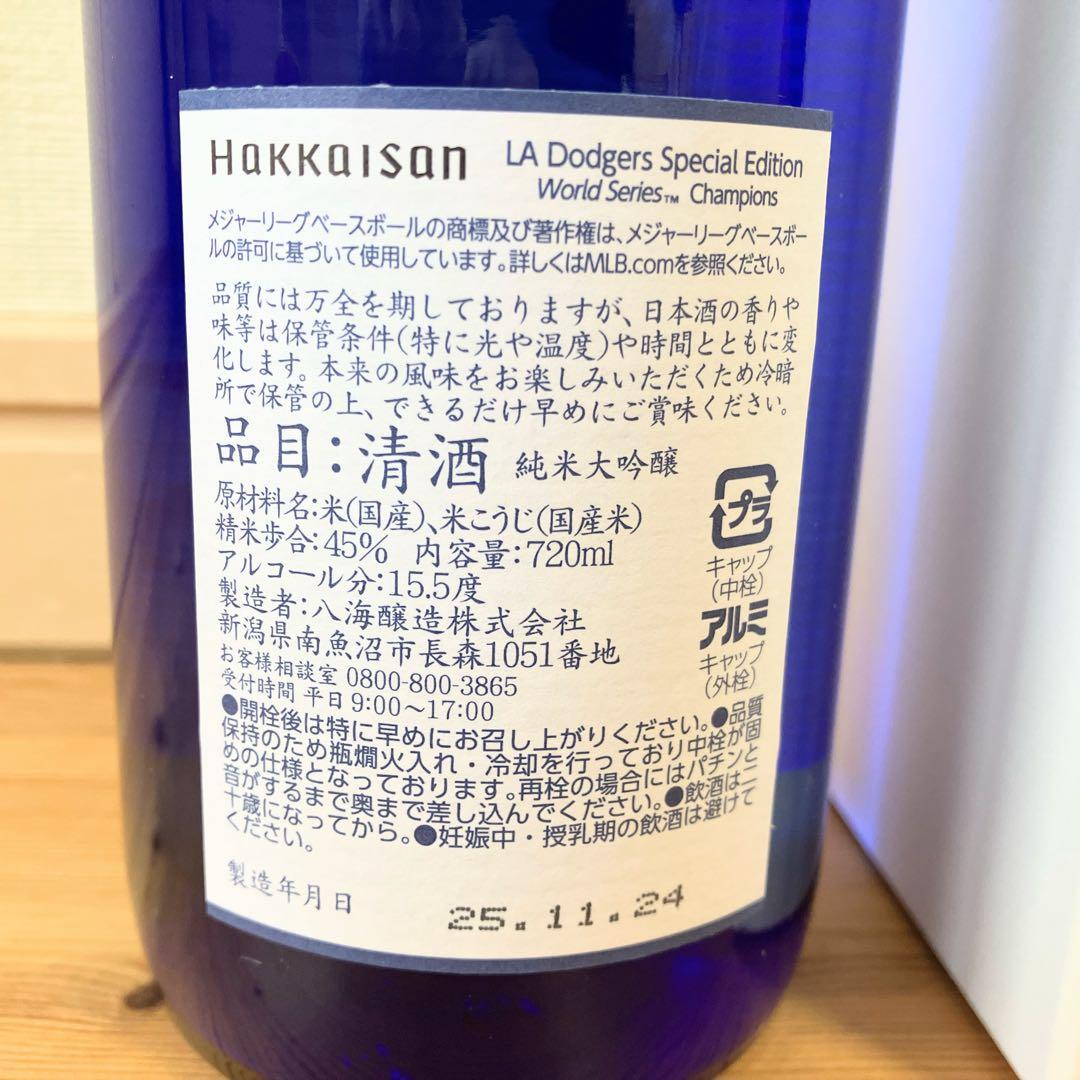 Hakkaisan
LA Dodgers Special Edition
World Series™ Champions
メジャーリーグベースボールの商標及び著作権は、メジャーリーグベースボー
ルの許可に基づいて使用しています。詳しくはMLB.comを参照ください。
品質には万全を期しておりますが、日本酒の香りや
味等は保管条件(特に光や温度)や時間とともに変
化します。本来の風味をお楽しみいただくため冷暗
所で保管の上、できるだけ早めにご賞味ください。
品目:清酒 純米大吟醸
原材料名:米(国産)、米こうじ(国産米)
精米歩合:45% 内容量:720ml
アルコール分:15.5度
製造者:八海醸造株式会社
新潟県南魚沼市長森1051番地
お客様相談室 0800-800-3865
受付時間 平日9:00〜17:00
プラ
キャップ
(中栓)
アルミ
キャップ
(外栓)
●開栓後は特に早めにお召し上がりください。●品質
保持のため瓶燗火入れ・冷却を行っており中栓が固
めの仕様となっております。再栓の場合にはパチンと
音がするまで奥まで差し込んでください。●飲酒は二
十歳になってから。●妊娠中・授乳期の飲酒は避けて
ください。
製造年月日
25.11.24